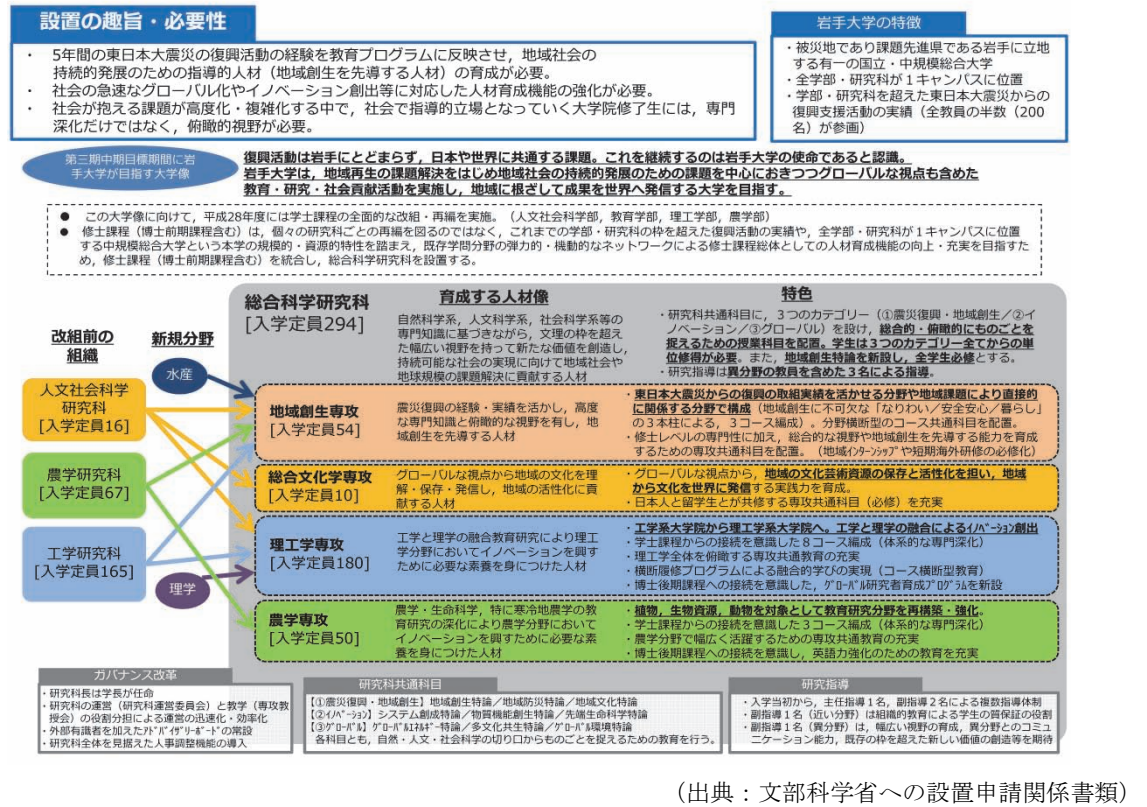 設置の趣旨・必要性
・ 5年間の東日本大震災の復興活動の経験を教育プログラムに反映させ，地域社会の
持続的発展のための指導的人材（地域創生を先導する人材）の育成が必要。
・ 社会の急速なグローバル化やイノベーション創出等に対応した人材育成機能の強化が必要。
・ 社会が抱える課題が高度化・複雑化する中で，社会で指導的立場となっていく大学院修了生には，専門
深化だけではなく，俯瞰的視野が必要。
岩手大学の特徴
・被災地であり課題先進県である岩手に立地
する有一の国立・中規模総合大学
・全学部・研究科が１キャンパスに位置
・学部・研究科を超えた東日本大震災からの
復興支援活動の実績（全教員の半数（200
名）が参画）
第三期中期目標期間に岩
手大学が目指す大学像
復興活動は岩手にとどまらず，日本や世界に共通する課題。これを継続するのは岩手大学の使命であると認識。
岩手大学は，地域再生の課題解決をはじめ地域社会の持続的発展のための課題を中心におきつつグローバルな視点も含めた
教育・研究・社会貢献活動を実施し，地域に根ざして成果を世界へ発信する大学を目指す。
● この大学像に向けて，平成28年度には学士課程の全面的な改組・再編を実施。（人文社会科学部，教育学部，理工学部，農学部）
● 修士課程（博士前期課程含む）は，個々の研究科ごとの再編を図るのではなく，これまでの学部・研究科の枠を超えた復興活動の実績や，全学部・研究科が１キャンパスに位置
する中規模総合大学という本学の規模的・資源的特性を踏まえ，既存学問分野の弾力的・機動的なネットワークによる修士課程総体としての人材育成機能の向上・充実を目指すた
め，修士課程（博士前期課程含む）を統合し，総合科学研究科を設置する。
改組前の
組織
新規分野
総合科学研究科
[入学定員294]
育成する人材像
自然科学系，人文科学系，社会科学系等の
専門知識に基づきながら，文理の枠を超え
た幅広い視野を持って新たな価値を創造し，
持続可能な社会の実現に向けて地域社会や
地球規模の課題解決に貢献する人材
特色
・研究科共通科目に，３つのカテゴリー（①震災復興・地域創生／②イ
ノベーション／③グローバル）を設け，総合的・俯瞰的にものごとを
捉えるための授業科目を配置。学生は３つのカテゴリー全てからの単
位修得が必要。また，地域創生特論を新設し，全学生必修とする。
・研究指導は異分野の教員を含めた３名による指導。
水産
人文社会科学
研究科
[入学定員16]
農学研究科
[入学定員67]
工学研究科
[入学定員165]
理学
地域創生専攻
[入学定員54]
震災復興の経験・実績を活かし，高度
な専門知識と俯瞰的な視野を有し，地
域創生を先導する人材
・東日本大震災からの復興の取組実績を活かせる分野や地域課題により直接的
に関係する分野で構成（地域創生に不可欠な「なりわい／安全安心／暮らし」
の３本柱による，３コース編成）。分野横断型のコース共通科目を配置。
・修士レベルの専門性に加え，総合的な視野や地域創生を先導する能力を育成
するための専攻共通科目を配置。（地域ｲﾝﾀｰﾝｼｯﾌﾟや短期海外研修の必修化）
総合文化学専攻
[入学定員10]
グローバルな視点から地域の文化を理
解・保存・発信し，地域の活性化に貢
献する人材
・グローバルな視点から，地域の文化芸術資源の保存と活性化を担い，地域
から文化を世界に発信する実践力を育成。
・日本人と留学生とが共修する専攻共通科目（必修）を充実
理工学専攻
[入学定員180]
工学と理学の融合教育研究により理工
学分野においてイノベーションを興す
ために必要な素養を身につけた人材
・工学系大学院から理工学系大学院へ。工学と理学の融合によるｲﾉﾍﾞｰｼｮﾝ創出
・学士課程からの接続を意識した８コース編成（体系的な専門深化）
・理工学全体を俯瞰する専攻共通教育の充実
・横断履修プログラムによる融合的学びの実現（コース横断型教育）
・博士後期課程への接続を意識した，ｸﾞﾛｰﾊﾞﾙ研究者育成ﾌﾟﾛｸﾞﾗﾑを新設
農学専攻
[入学定員50]
農学・生命科学，特に寒冷地農学の教
育研究の深化により農学分野において
イノベーションを興すために必要な素
養を身につけた人材
・植物，生物資源，動物を対象として教育研究分野を再構築・強化。
・学士課程からの接続を意識した３コース編成（体系的な専門深化）
・農学分野で幅広く活躍するための専攻共通教育の充実
・博士後期課程への接続を意識し，英語力強化のための教育を充実
ガバナンス改革
・研究科長は学長が任命
・研究科の運営（研究科運営委員会）と教学（専攻教
授会）の役割分担による運営の迅速化・効率化
・外部有識者を加えたｱﾄﾞﾊﾞｲｻﾞﾘｰﾎﾞｰﾄﾞの常設
・研究科全体を見据えた人事調整機能の導入
研究科共通科目
【①震災復興・地域創生】地域創生特論／地域防災特論／地域文化特論
【②ｲﾉﾍﾞｰｼｮﾝ】システム創成特論／物質機能創生特論／先端生命科学特論
【③ｸﾞﾛｰﾊﾞﾙ】ｸﾞﾛｰﾊﾞﾙｴﾈﾙｷﾞｰ特論／多文化共生特論／ｸﾞﾛｰﾊﾞﾙ環境特論
各科目とも，自然・人文・社会科学の切り口からものごとを捉えるための教育を行う。
研究指導
・入学当初から，主任指導１名，副指導２名による複数指導体制
・副指導１名（近い分野）は組織的教育による学生の質保証の役割
・副指導１名（異分野）は，幅広い視野の育成，異分野とのコミュ
ニケーション能力，既存の枠を超えた新しい価値の創造等を期待
（出典：文部科学省への設置申請関係書類）